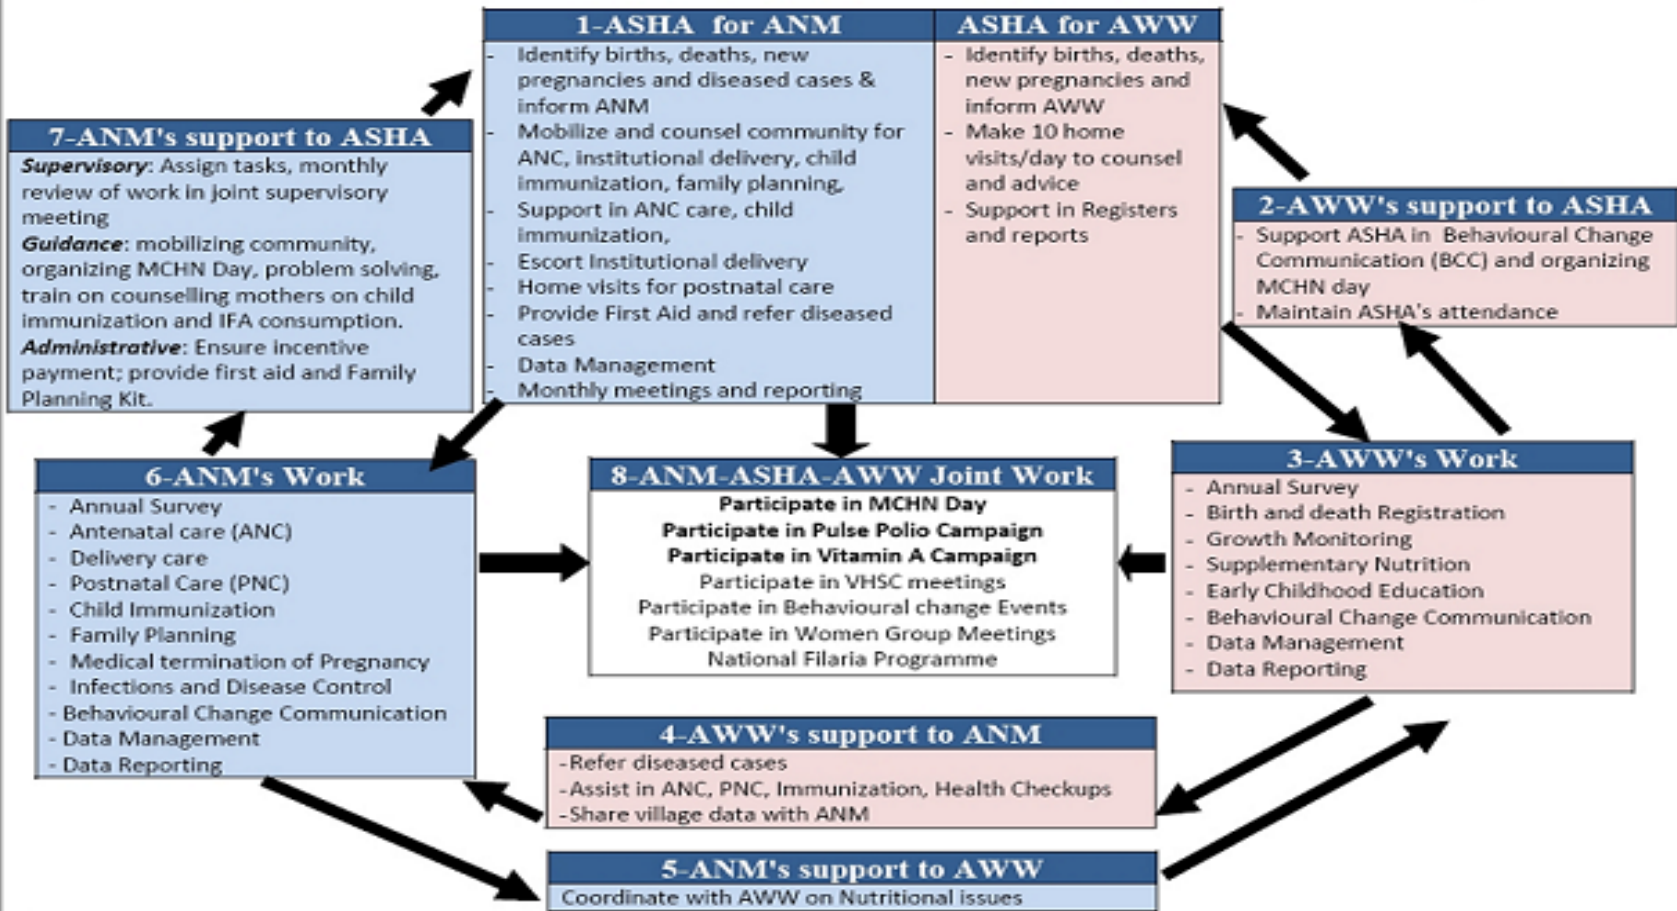 1-ASHA for ANM
- Identify births, deaths, new
pregnancies and diseased cases &
inform ANM
- Mobilize and counsel community for
ANC, institutional delivery, child
immunization, family planning,
- Support in ANC care, child
immunization,
- Escort Institutional delivery
- Home visits for postnatal care
- Provide First Aid and refer diseased
cases
- Data Management
- Monthly meetings and reporting
ASHA for AWW
- Identify births, deaths,
new pregnancies and
inform AWW
- Make 10 home
visits/day to counsel
and advice
- Support in Registers
and reports
2-AWW's support to ASHA
- Support ASHA in Behavioural Change
Communication (BCC) and organizing
MCHN day
- Maintain ASHA's attendance
3-AWW's Work
- Annual Survey
- Birth and death Registration
- Growth Monitoring
- Supplementary Nutrition
- Early Childhood Education
- Behavioural Change Communication
- Data Management
- Data Reporting
4-AWW's support to ANM
-Refer diseased cases
-Assist in ANC, PNC, Immunization, Health Checkups
-Share village data with ANM
5-ANM's support to AWW
Coordinate with AWW on Nutritional issues
6-ANM's Work
- Annual Survey
- Antenatal care (ANC)
- Delivery care
- Postnatal Care (PNC)
- Child Immunization
- Family Planning
- Medical termination of Pregnancy
- Infections and Disease Control
- Behavioural Change Communication
- Data Management
- Data Reporting
7-ANM's support to ASHA
Supervisory: Assign tasks, monthly
review of work in joint supervisory
meeting
Guidance: mobilizing community,
organizing MCHN Day, problem solving,
train on counselling mothers on child
immunization and IFA consumption.
Administrative: Ensure incentive
payment; provide first aid and Family
Planning Kit.
8-ANM-ASHA-AWW Joint Work
Participate in MCHN Day
Participate in Pulse Polio Campaign
Participate in Vitamin A Campaign
Participate in VHSC meetings
Participate in Behavioural change Events
Participate in Women Group Meetings
National Filaria Programme